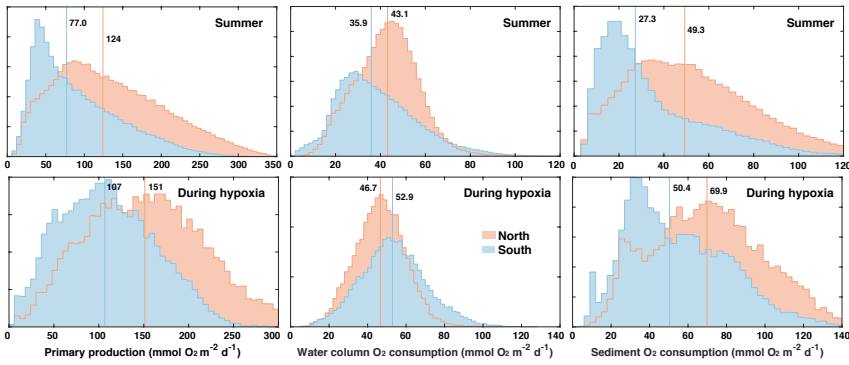 Summer
77.0
124
0 50 100 150 200 250 300 350
Summer
35.9
43.1
20 40 60 80 100 120
Summer
27.3
49.3
0 20 40 60 80 100 120
During hypoxia
107
151
0 50 100 150 200 250 300
Primary production (mmol O₂ m⁻² d⁻¹)
During hypoxia
46.7
52.9
North
South
0 20 40 60 80 100 120 140
Water column O₂ consumption (mmol O₂ m⁻² d⁻¹)
During hypoxia
50.4
69.9
0 20 40 60 80 100 120 140
Sediment O₂ consumption (mmol O₂ m⁻² d⁻¹)